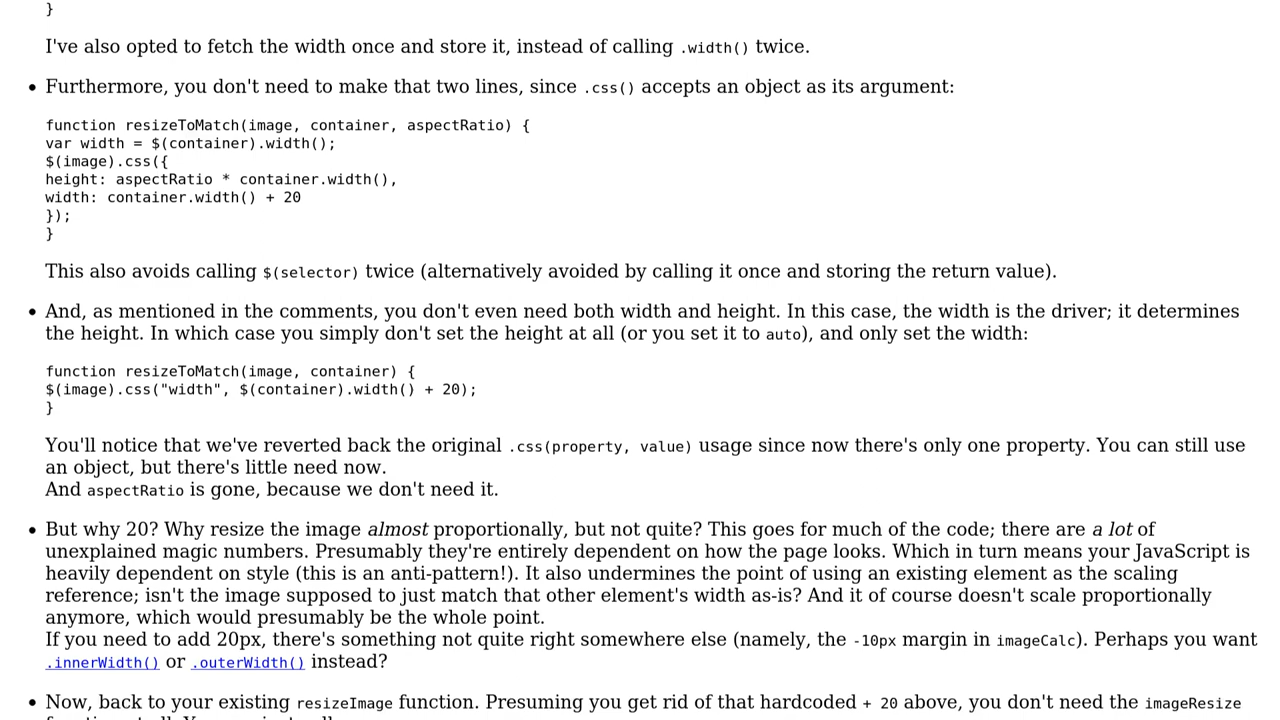 }
I've also opted to fetch the width once and store it, instead of calling .width() twice.
• Furthermore, you don't need to make that two lines, since .css() accepts an object as its argument:
function resizeToMatch(image, container, aspectRatio) {
var width = $(container).width();
$(image).css({
height: aspectRatio * container.width(),
width: container.width() + 20
});
}
This also avoids calling $(selector) twice (alternatively avoided by calling it once and storing the return value).
• And, as mentioned in the comments, you don't even need both width and height. In this case, the width is the driver; it determines
the height. In which case you simply don't set the height at all (or you set it to auto), and only set the width:
function resizeToMatch(image, container) {
$(image).css("width", $(container).width() + 20);
}
You'll notice that we've reverted back the original .css(property, value) usage since now there's only one property. You can still use
an object, but there's little need now.
And aspectRatio is gone, because we don't need it.
• But why 20? Why resize the image almost proportionally, but not quite? This goes for much of the code; there are a lot of
unexplained magic numbers. Presumably they're entirely dependent on how the page looks. Which in turn means your JavaScript is
heavily dependent on style (this is an anti-pattern!). It also undermines the point of using an existing element as the scaling
reference; isn't the image supposed to just match that other element's width as-is? And it of course doesn't scale proportionally
anymore, which would presumably be the whole point.
If you need to add 20px, there's something not quite right somewhere else (namely, the -10px margin in imageCalc). Perhaps you want
.innerWidth() or .outerWidth() instead?
• Now, back to your existing resizeImage function. Presuming you get rid of that hardcoded + 20 above, you don't need the imageResize